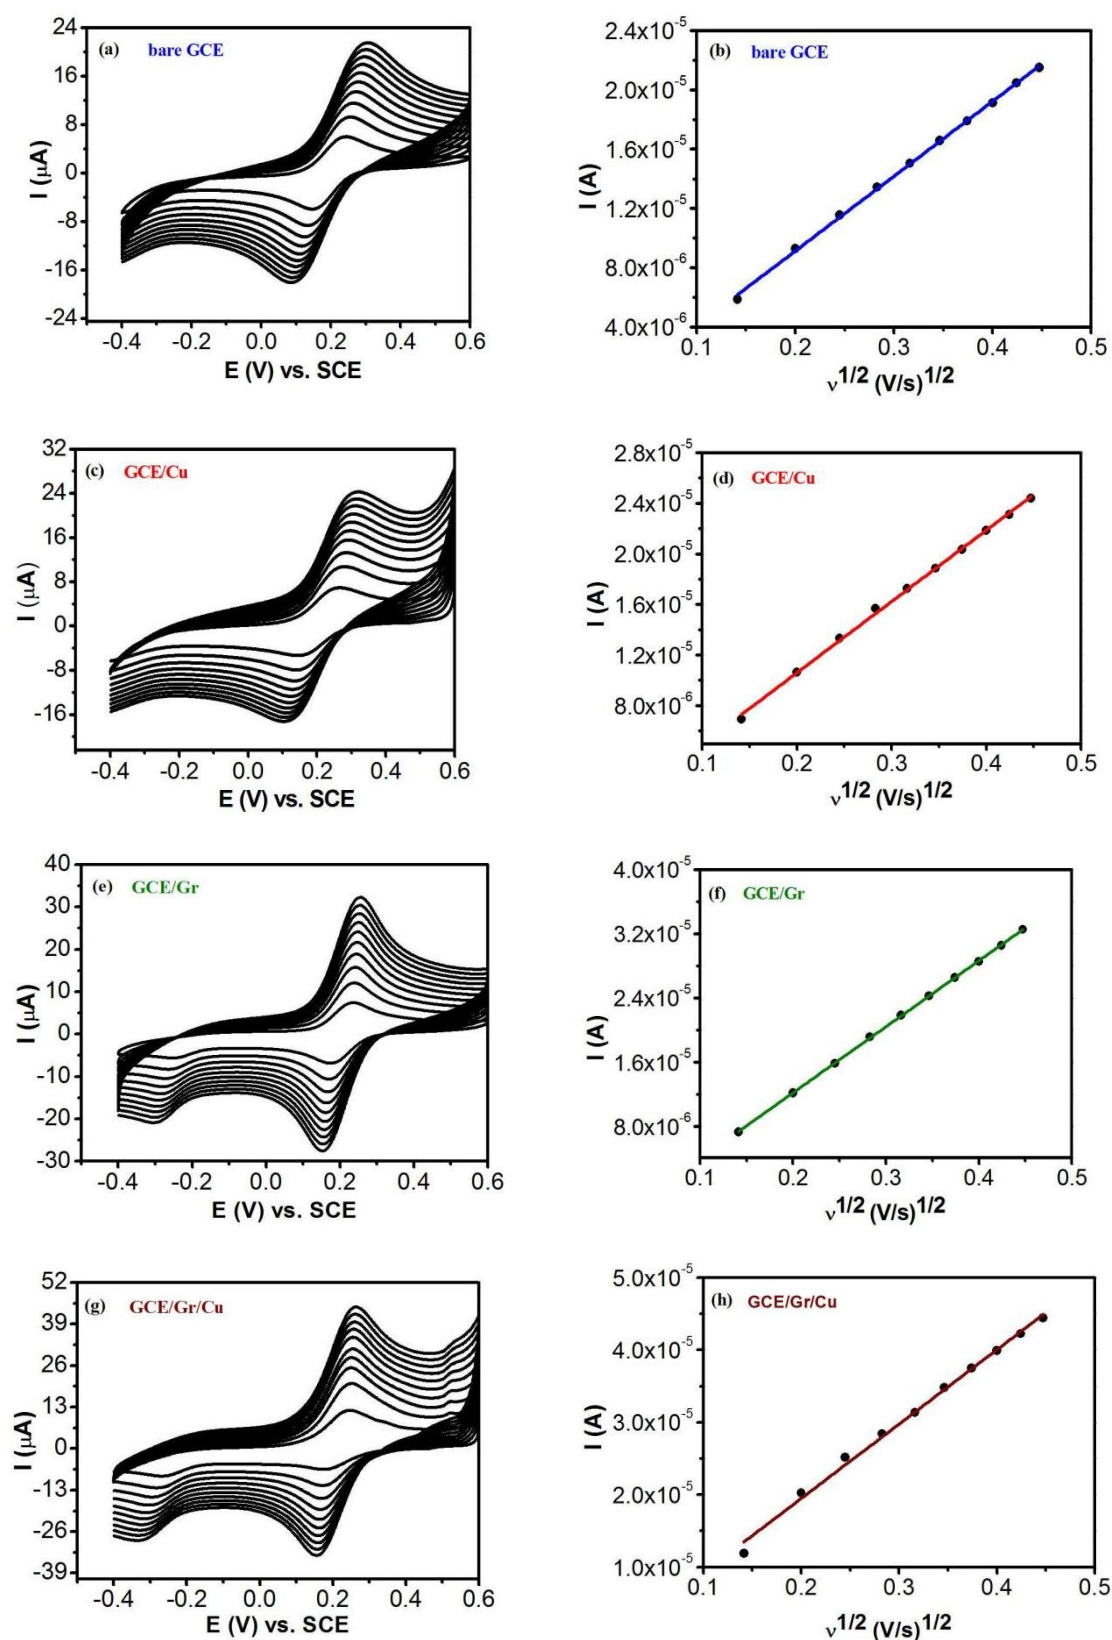 (a) bare GCE
24
16
8
0
-8
-16
-24
I (μA)
-0.4 -0.2 0.0 0.2 0.4 0.6
E (V) vs. SCE
(b) bare GCE
2.4x10-5
2.0x10-5
1.6x10-5
1.2x10-5
8.0x10-6
4.0x10-6
I (A)
0.1 0.2 0.3 0.4 0.5
ν1/2 (V/s)1/2
(c) GCE/Cu
32
24
16
8
0
-8
-16
I (μA)
-0.4 -0.2 0.0 0.2 0.4 0.6
E (V) vs. SCE
(d) GCE/Cu
2.8x10-5
2.4x10-5
2.0x10-5
1.6x10-5
1.2x10-5
8.0x10-6
I (A)
0.1 0.2 0.3 0.4 0.5
ν1/2 (V/s)1/2
(e) GCE/Gr
40
30
20
10
0
-10
-20
-30
I (μA)
-0.4 -0.2 0.0 0.2 0.4 0.6
E (V) vs. SCE
(f) GCE/Gr
4.0x10-5
3.2x10-5
2.4x10-5
1.6x10-5
8.0x10-6
I (A)
0.1 0.2 0.3 0.4 0.5
ν1/2 (V/s)1/2
(g) GCE/Gr/Cu
52
39
26
13
0
-13
-26
-39
I (μA)
-0.4 -0.2 0.0 0.2 0.4 0.6
E (V) vs. SCE
(h) GCE/Gr/Cu
5.0x10-5
4.0x10-5
3.0x10-5
2.0x10-5
1.0x10-5
I (A)
0.1 0.2 0.3 0.4 0.5
ν1/2 (V/s)1/2